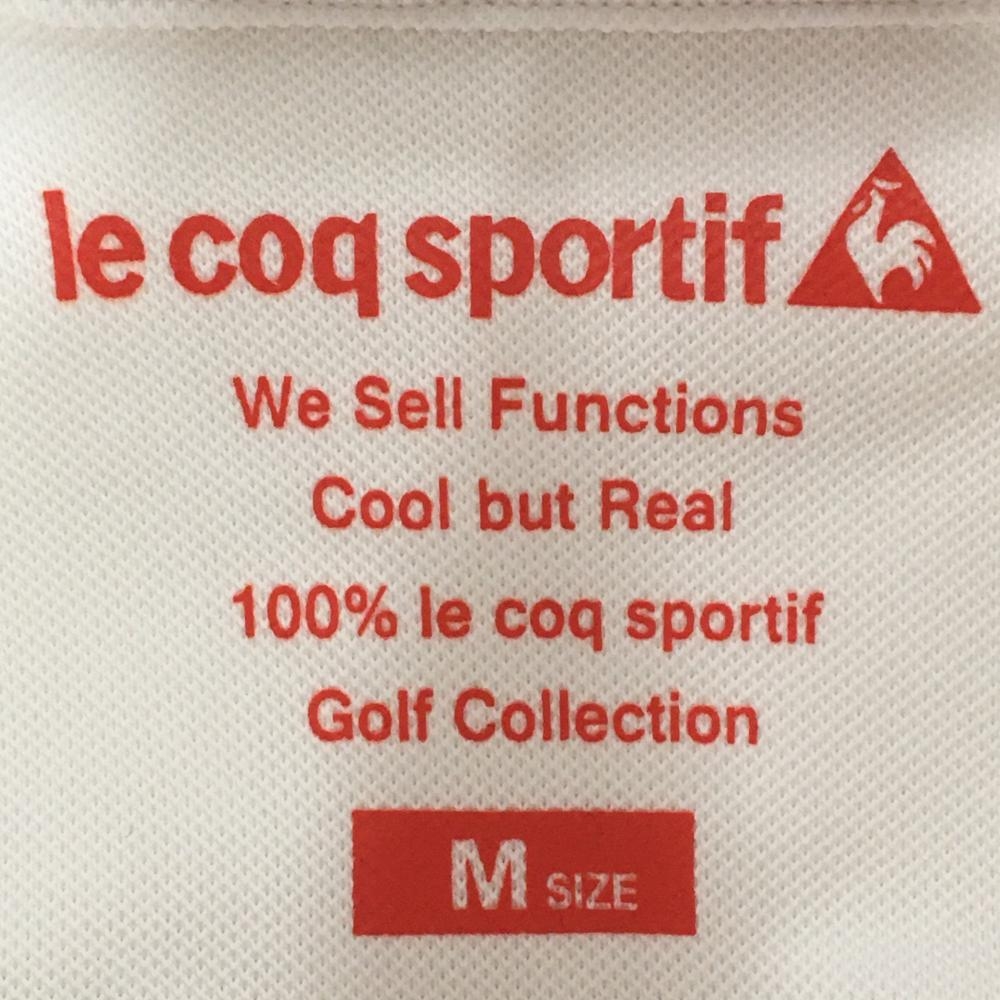 le coq sportif
We Sell Functions
Cool but Real
100% le coq sportif
Golf Collection
M SIZE